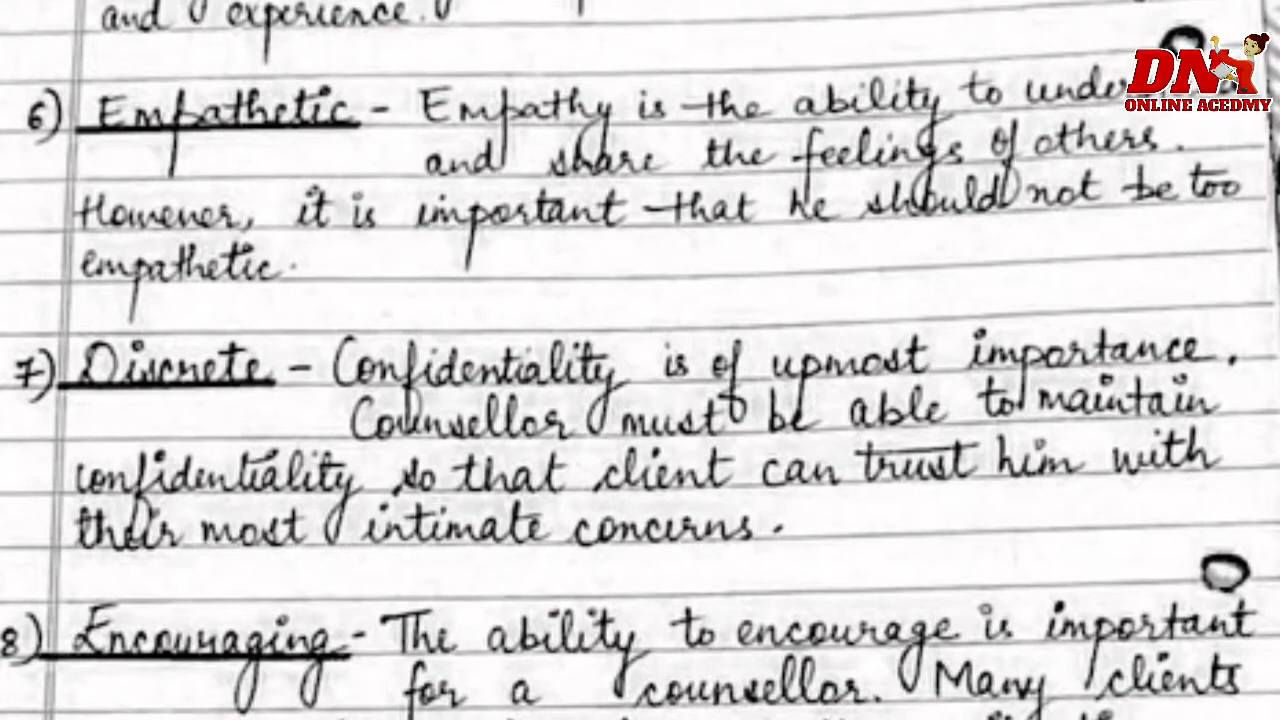 and experience.
6) Empathetic - Empathy is the ability to
and share the feelings of others.
However, it is important that he should not be too
empathetic.
7) Discrete - Confidentiality is of upmost importance.
Counsellor must be able to maintain
confidentiality so that client can trust him with
their most intimate concerns.
8) Encouraging - The ability to encourage is important
for a counsellor. Many clients
DNA
ONLINE ACEDMY